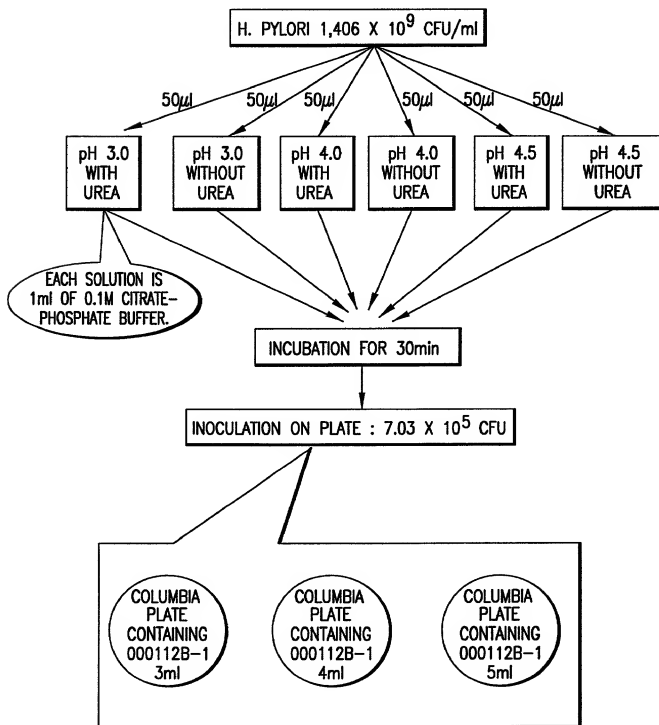 H. PYLORI 1,406 X 10⁹ CFU/ml
50µl 50µl 50µl 50µl 50µl 50µl
pH 3.0
WITH
UREA
pH 3.0
WITHOUT
UREA
pH 4.0
WITH
UREA
pH 4.0
WITHOUT
UREA
pH 4.5
WITH
UREA
pH 4.5
WITHOUT
UREA
EACH SOLUTION IS
1ml OF 0.1M CITRATE-
PHOSPHATE BUFFER.
INCUBATION FOR 30min
INOCULATION ON PLATE : 7.03 X 10⁵ CFU
COLUMBIA
PLATE
CONTAINING
000112B-1
3ml
COLUMBIA
PLATE
CONTAINING
000112B-1
4ml
COLUMBIA
PLATE
CONTAINING
000112B-1
5ml